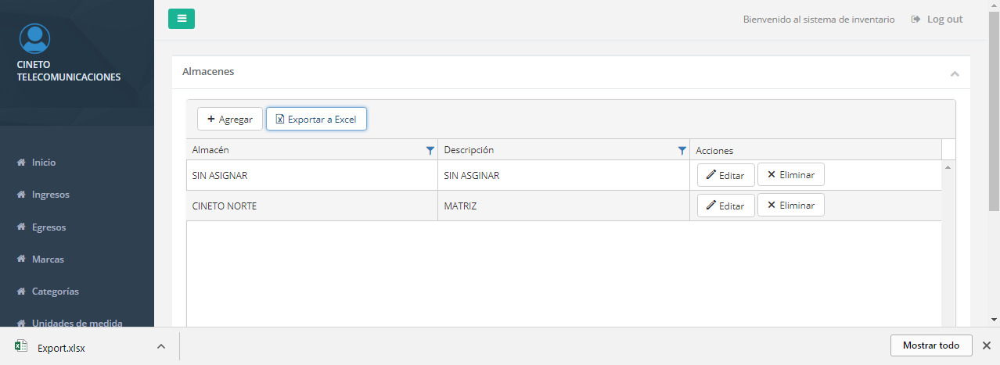 Bienvenido al sistema de inventario Log out
CINETO
TELECOMUNICACIONES
Almacenes
+ Agregar Exportar a Excel
Almacén Descripción Acciones
SIN ASIGNAR SIN ASGINAR Editar × Eliminar
CINETO NORTE MATRIZ Editar × Eliminar
Inicio
Ingresos
Egresos
Marcas
Categorías
Unidades de medida
Export.xlsx Mostrar todo ×